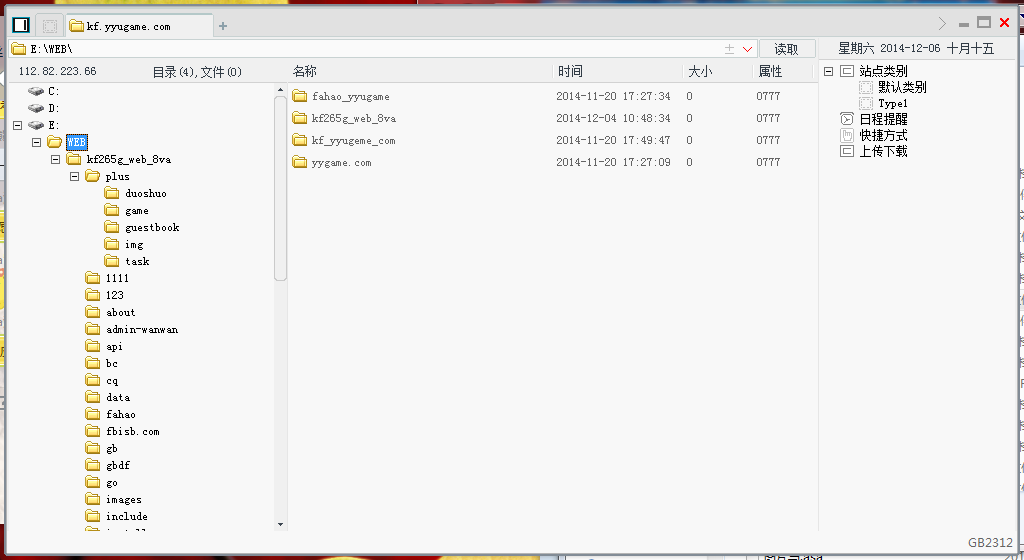 kf.yyugame.com
E:\WEB\
读取
星期六 2014-12-06 十月十五
112.82.223.66
目录(4),文件(0)
名称 时间 大小 属性
C:
D:
E:
WEB
kf265g_web_8va
plus
duoshuo
game
guestbook
img
task
1111
123
about
admin-wanwan
api
bc
cq
data
fahao
fbisb.com
gb
gbdf
go
images
include
fahao_yyugame 2014-11-20 17:27:34 0 0777
kf265g_web_8va 2014-12-04 10:48:34 0 0777
kf_yyugeme_com 2014-11-20 17:49:47 0 0777
yygame.com 2014-11-20 17:27:09 0 0777
站点类别
默认类别
Type1
日程提醒
快捷方式
上传下载
GB2312